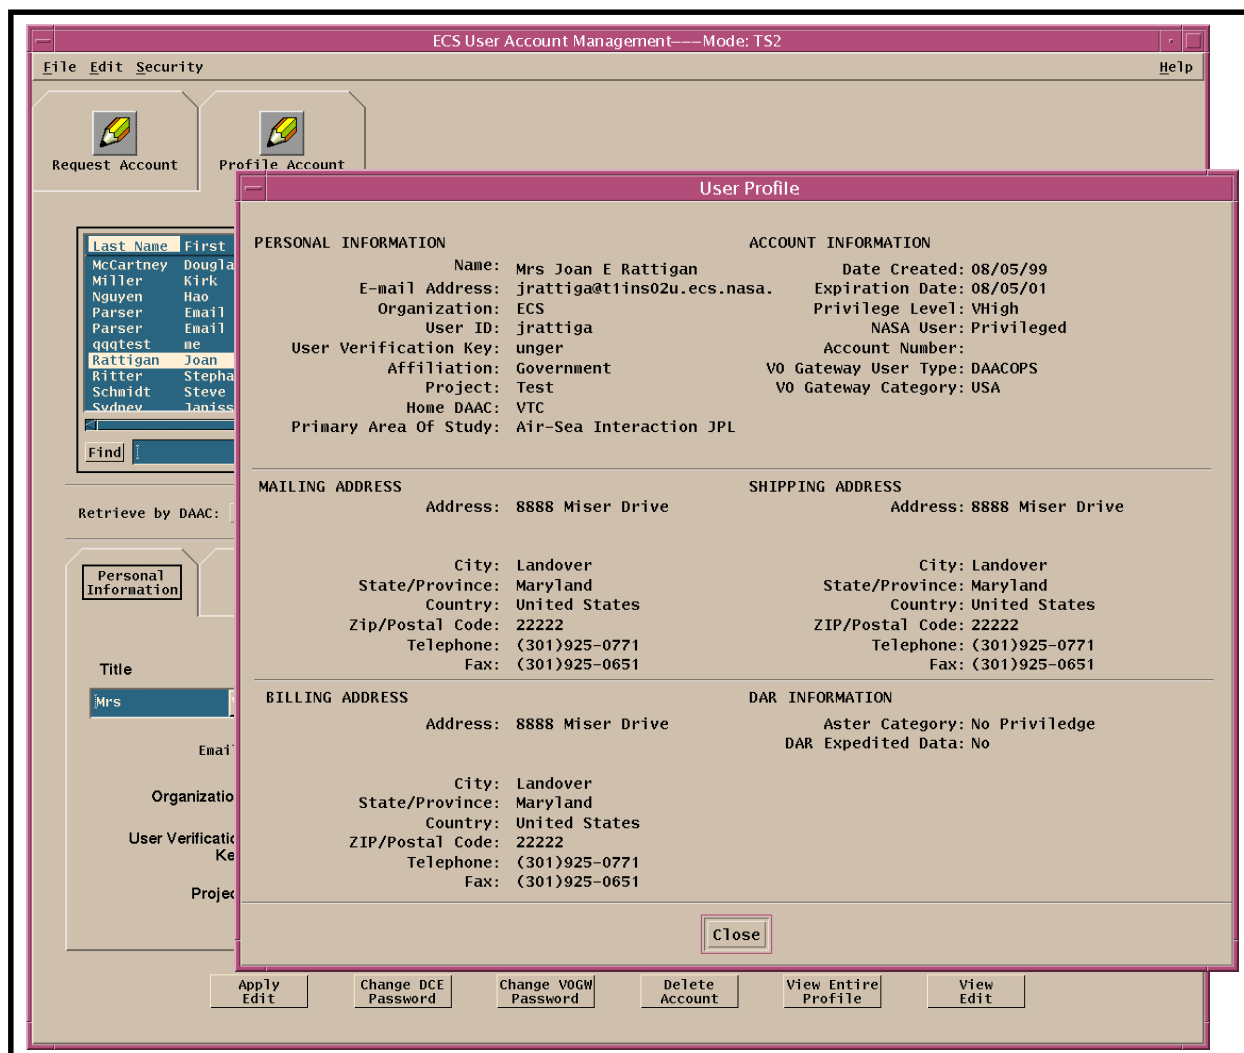 ECS User Account Management---Mode: TS2
File Edit Security Help
Request Account Profile Account
User Profile
Last Name First
McCartney Dougla
Miller Kirk
Nguyen Hao
Parser Email
Parser Email
qqqtest me
Rattigan Joan
Ritter Stepha
Schmidt Steve
Sydney Janiss
Find
Retrieve by DAAC:
Personal
Information
Title
Mrs
Email
Organizatio
User Verificatio
Ke
Projec
PERSONAL INFORMATION
Name: Mrs Joan E Rattigan
E-mail Address: jrattiga@t1ins02u.ecs.nasa.
Organization: ECS
User ID: jrattiga
User Verification Key: unger
Affiliation: Government
Project: Test
Home DAAC: VTC
Primary Area Of Study: Air-Sea Interaction JPL
ACCOUNT INFORMATION
Date Created: 08/05/99
Expiration Date: 08/05/01
Privilege Level: VHigh
NASA User: Privileged
Account Number:
V0 Gateway User Type: DAACOPS
V0 Gateway Category: USA
MAILING ADDRESS
Address: 8888 Miser Drive
City: Landover
State/Province: Maryland
Country: United States
Zip/Postal Code: 22222
Telephone: (301)925-0771
Fax: (301)925-0651
SHIPPING ADDRESS
Address: 8888 Miser Drive
City: Landover
State/Province: Maryland
Country: United States
ZIP/Postal Code: 22222
Telephone: (301)925-0771
Fax: (301)925-0651
BILLING ADDRESS
Address: 8888 Miser Drive
City: Landover
State/Province: Maryland
Country: United States
ZIP/Postal Code: 22222
Telephone: (301)925-0771
Fax: (301)925-0651
DAR INFORMATION
Aster Category: No Priviledge
DAR Expedited Data: No
Close
Apply Change DCE Change V0GW Delete View Entire View
Edit Password Password Account Profile Edit